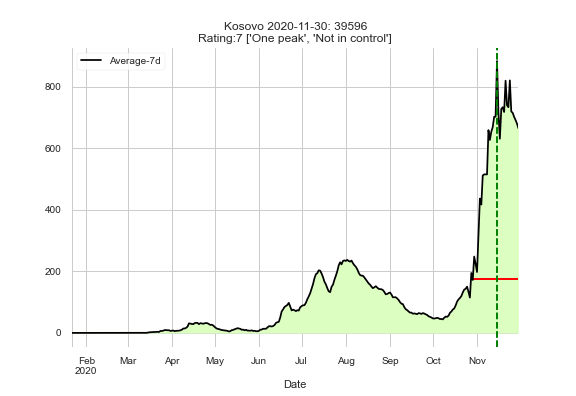 Kosovo 2020-11-30: 39596
Rating:7 ['One peak', 'Not in control']
Average-7d
800
600
400
200
0
Feb Mar Apr May Jun Jul Aug Sep Oct Nov
2020
Date